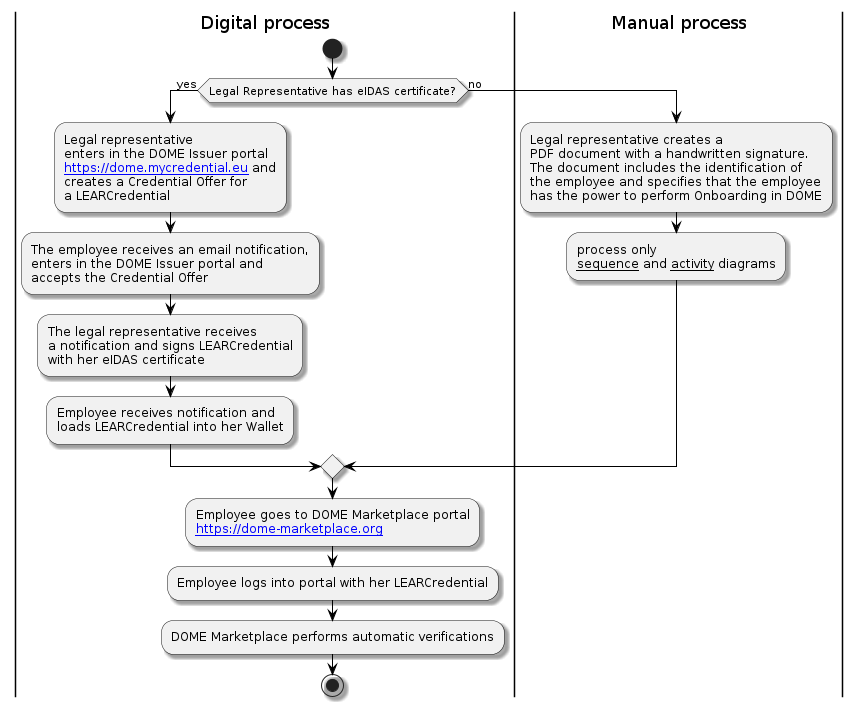 Digital process
Manual process
Legal Representative has eIDAS certificate?
yes
no
Legal representative
enters in the DOME Issuer portal
https://dome.mycredential.eu and
creates a Credential Offer for
a LEARCredential
Legal representative creates a
PDF document with a handwritten signature.
The document includes the identification of
the employee and specifies that the employee
has the power to perform Onboarding in DOME
The employee receives an email notification,
enters in the DOME Issuer portal and
accepts the Credential Offer
process only
sequence and activity diagrams
The legal representative receives
a notification and signs LEARCredential
with her eIDAS certificate
Employee receives notification and
loads LEARCredential into her Wallet
Employee goes to DOME Marketplace portal
https://dome-marketplace.org
Employee logs into portal with her LEARCredential
DOME Marketplace performs automatic verifications